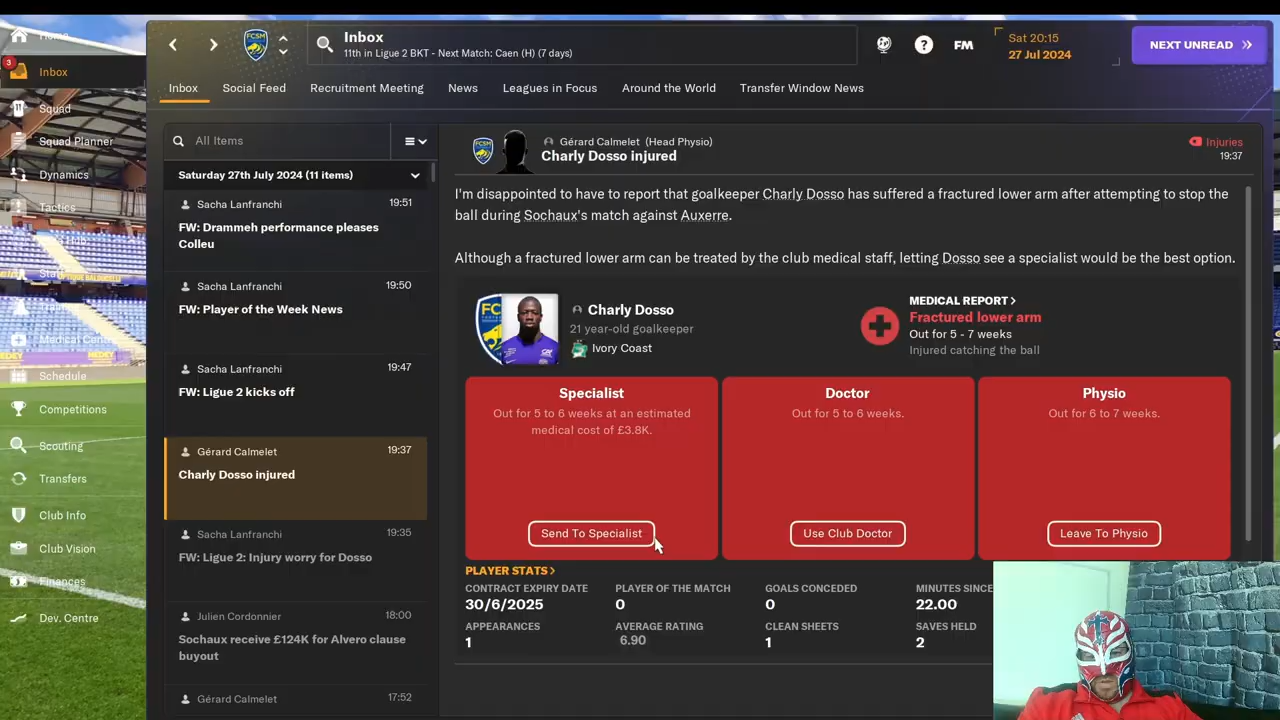 Inbox
11th in Ligue 2 BKT - Next Match: Caen (H) (7 days)
FCSM
?
FM
Sat 20:15
27 Jul 2024
NEXT UNREAD
3
Inbox
Squad
Squad Planner
Dynamics
Tactics
Schedule
Competitions
Scouting
Transfers
Club Info
Club Vision
Finances
Dev. Centre
Inbox
Social Feed
Recruitment Meeting
News
Leagues in Focus
Around the World
Transfer Window News
All Items
Saturday 27th July 2024 (11 items)
Sacha Lanfranchi 19:51
FW: Drammeh performance pleases
Colleu
Sacha Lanfranchi 19:50
FW: Player of the Week News
Sacha Lanfranchi 19:47
FW: Ligue 2 kicks off
Gérard Calmelet 19:37
Charly Dosso injured
Sacha Lanfranchi 19:35
FW: Ligue 2: Injury worry for Dosso
Julien Cordonnier 18:00
Sochaux receive £124K for Alvero clause
buyout
Gérard Calmelet 17:52
Gérard Calmelet (Head Physio)
Charly Dosso injured
Injuries
19:37
I'm disappointed to have to report that goalkeeper Charly Dosso has suffered a fractured lower arm after attempting to stop the
ball during Sochaux's match against Auxerre.
Although a fractured lower arm can be treated by the club medical staff, letting Dosso see a specialist would be the best option.
Charly Dosso
21 year-old goalkeeper
Ivory Coast
MEDICAL REPORT >
Fractured lower arm
Out for 5 - 7 weeks
Injured catching the ball
Specialist
Out for 5 to 6 weeks at an estimated
medical cost of £3.8K.
Send To Specialist
Doctor
Out for 5 to 6 weeks.
Use Club Doctor
Physio
Out for 6 to 7 weeks.
Leave To Physio
PLAYER STATS >
CONTRACT EXPIRY DATE
30/6/2025
PLAYER OF THE MATCH
0
GOALS CONCEDED
0
MINUTES SINCE
22.00
APPEARANCES
1
AVERAGE RATING
6.90
CLEAN SHEETS
1
SAVES HELD
2